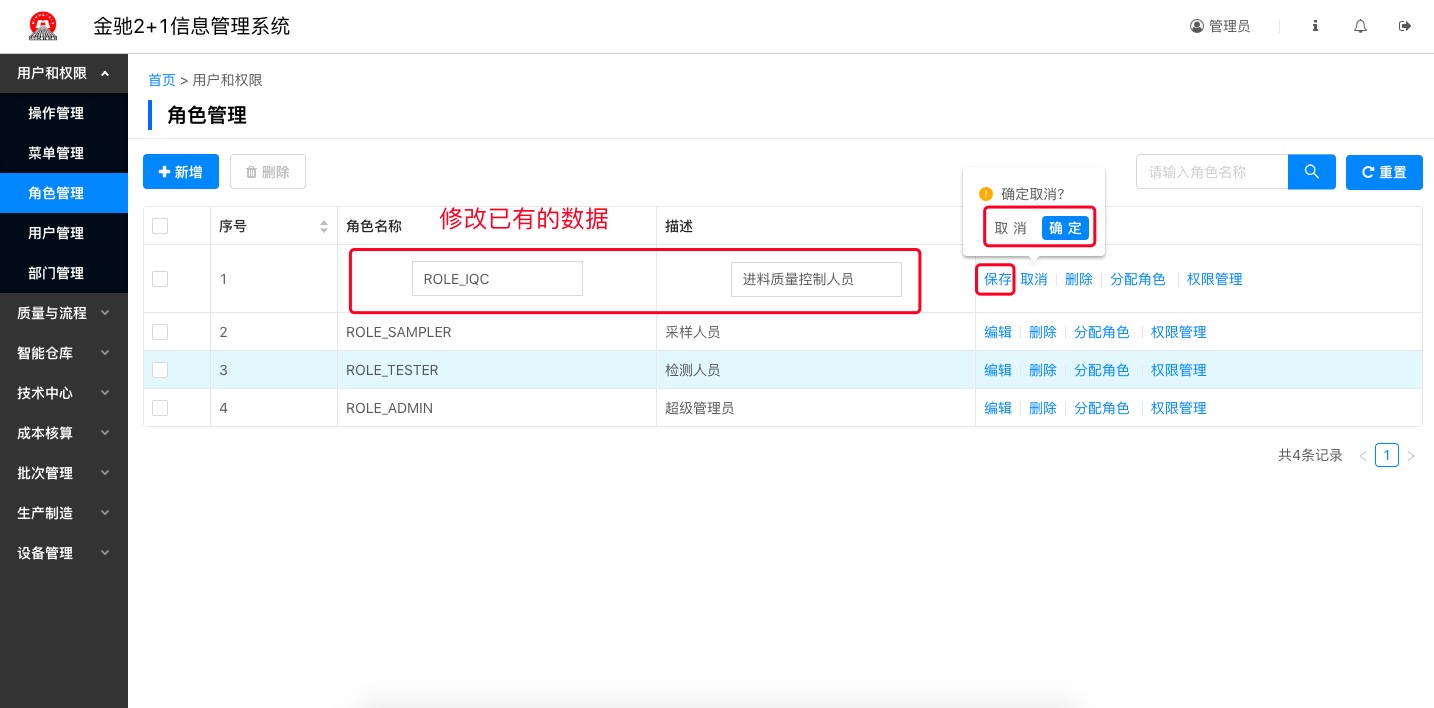 金驰2+1信息管理系统
管理员
用户和权限
操作管理
菜单管理
角色管理
用户管理
部门管理
质量与流程
智能仓库
技术中心
成本核算
批次管理
生产制造
设备管理
首页 > 用户和权限
角色管理
新增 删除
请输入角色名称 重置
修改已有的数据
确定取消?
取 消 确 定
序号 角色名称 描述
1 ROLE_IQC 进料质量控制人员 保存 取消 删除 分配角色 权限管理
2 ROLE_SAMPLER 采样人员 编辑 删除 分配角色 权限管理
3 ROLE_TESTER 检测人员 编辑 删除 分配角色 权限管理
4 ROLE_ADMIN 超级管理员 编辑 删除 分配角色 权限管理
共4条记录 < 1 >